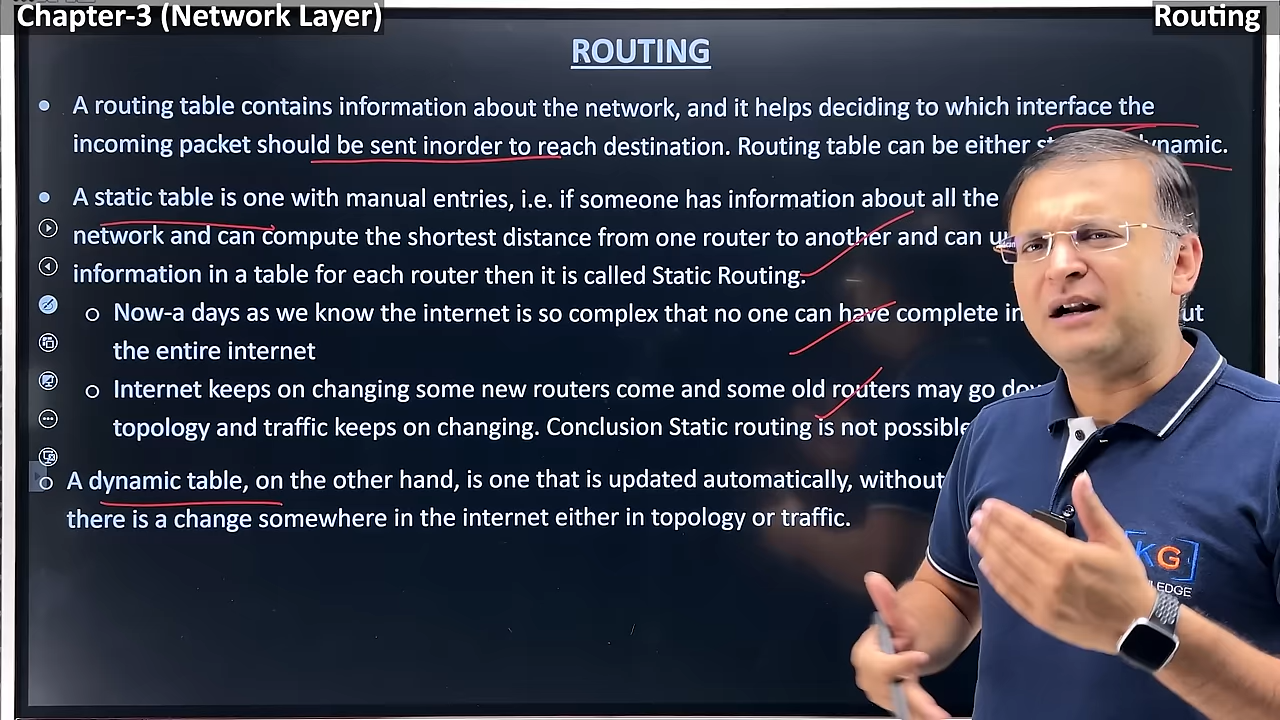 Chapter-3 (Network Layer)
Routing
ROUTING
A routing table contains information about the network, and it helps deciding to which interface the
incoming packet should be sent inorder to reach destination. Routing table can be either
A static table is one with manual entries, i.e. if someone has information about all the
network and can compute the shortest distance from one router to another and can
information in a table for each router then it is called Static Routing.
Now-a days as we know the internet is so complex that no one can have complete
the entire internet
Internet keeps on changing some new routers come and some old routers may go
topology and traffic keeps on changing. Conclusion Static routing is not possible
A dynamic table, on the other hand, is one that is updated automatically, without
there is a change somewhere in the internet either in topology or traffic.
KG